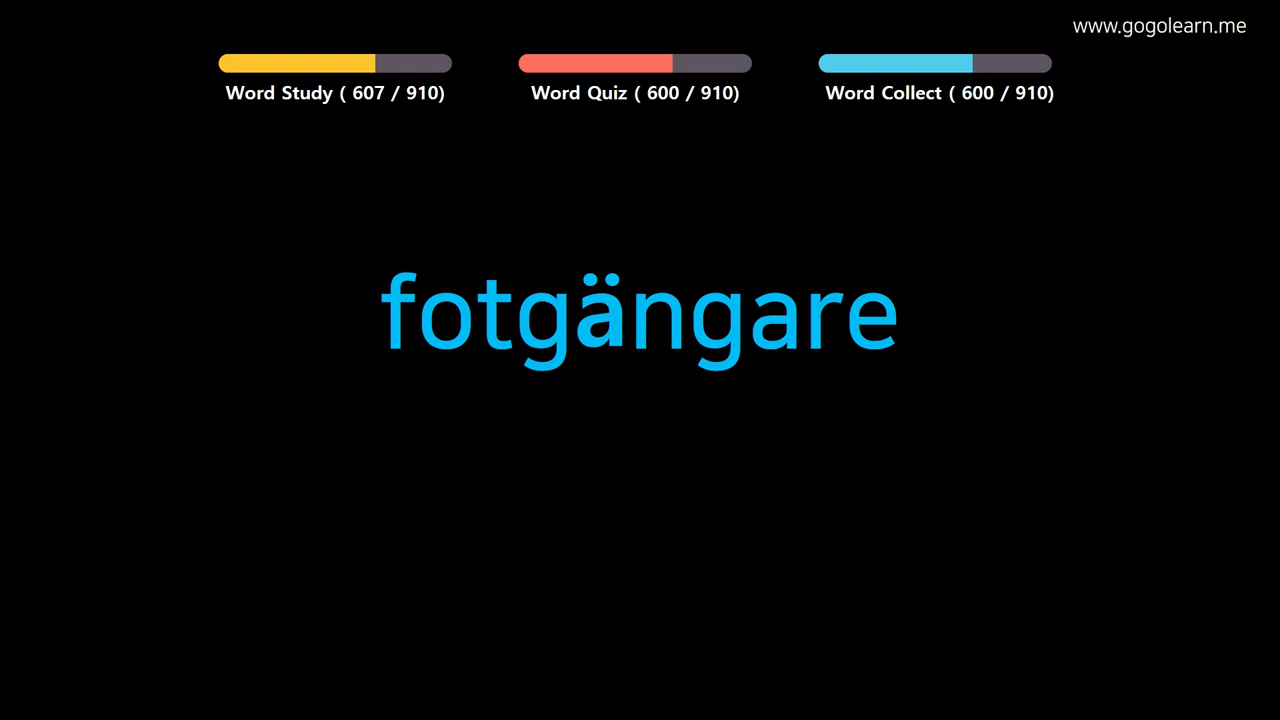 www.gogolearn.me
Word Study ( 607 / 910)
Word Quiz ( 600 / 910)
Word Collect ( 600 / 910)
fotgängare